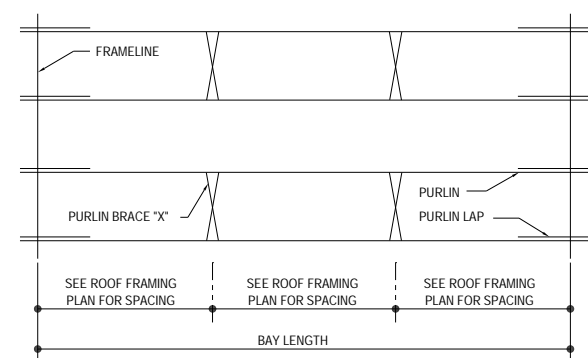 FRAMELINE
PURLIN
PURLIN BRACE "X"
PURLIN LAP
SEE ROOF FRAMING
PLAN FOR SPACING
SEE ROOF FRAMING
PLAN FOR SPACING
SEE ROOF FRAMING
PLAN FOR SPACING
BAY LENGTH